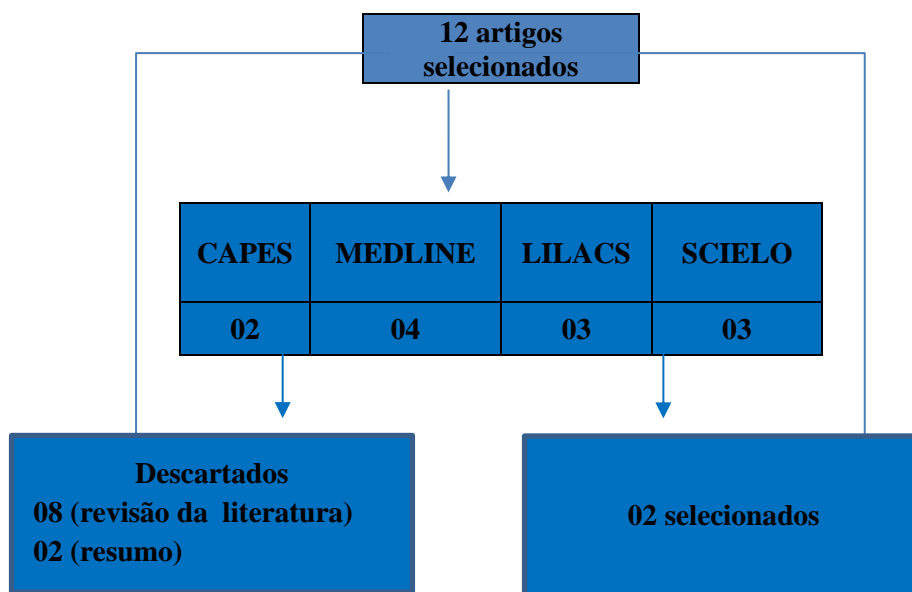 12 artigos
selecionados
CAPES MEDLINE LILACS SCIELO
02 04 03 03
Descartados
08 (revisão da literatura)
02 (resumo)
02 selecionados